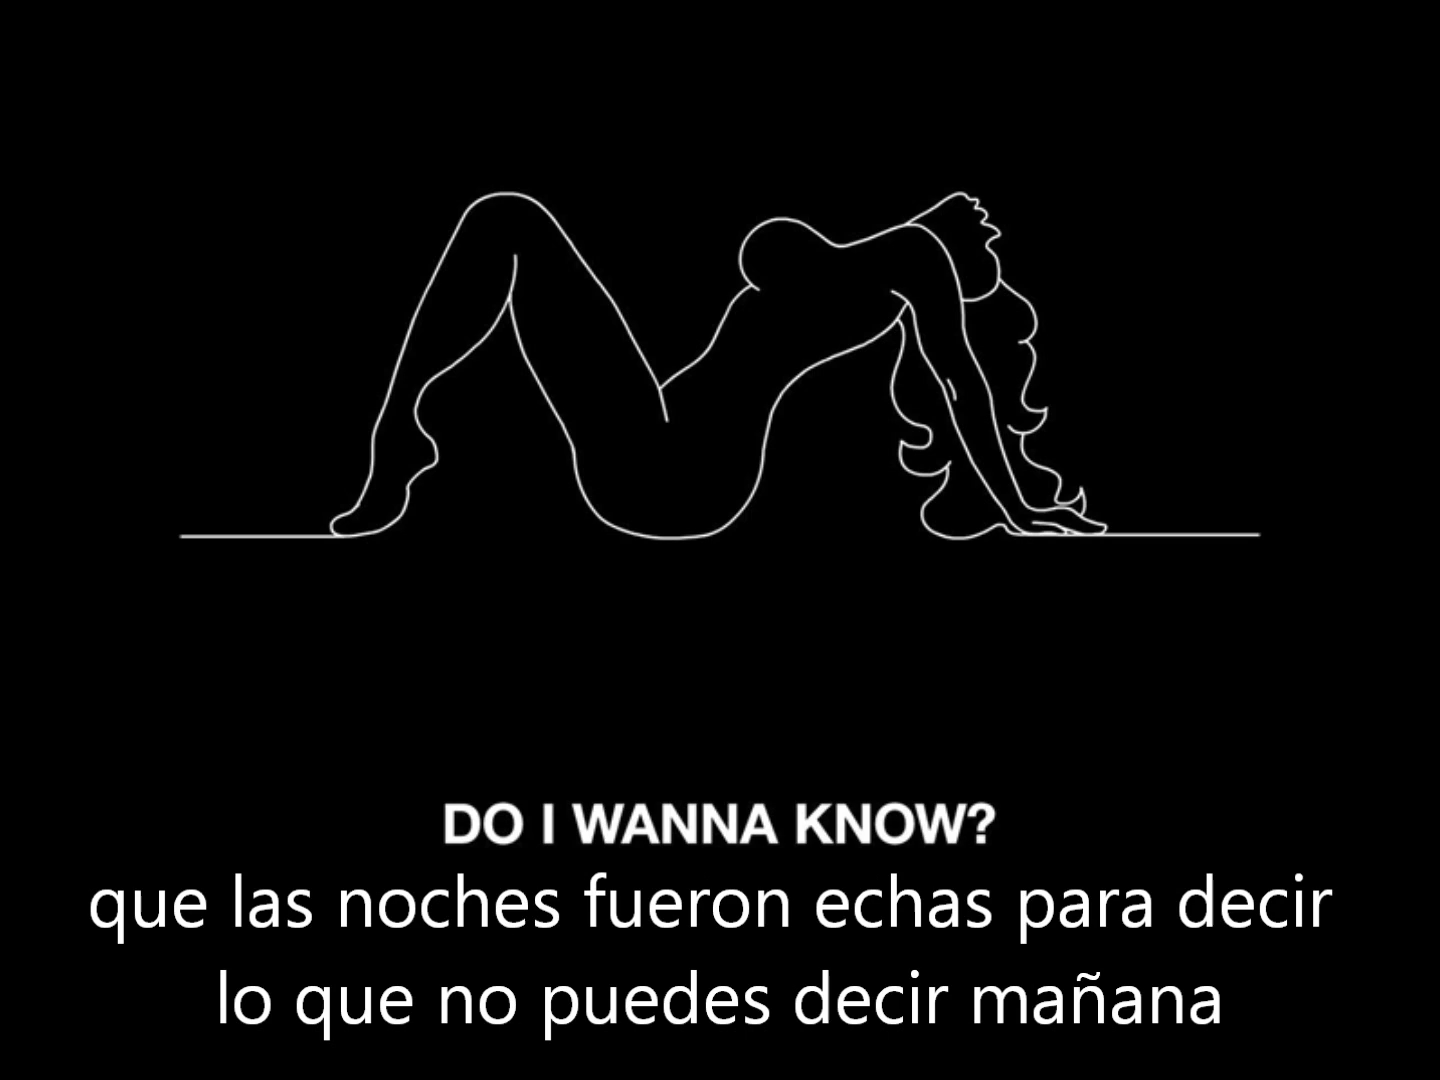 DO I WANNA KNOW?
que las noches fueron echas para decir
lo que no puedes decir mañana